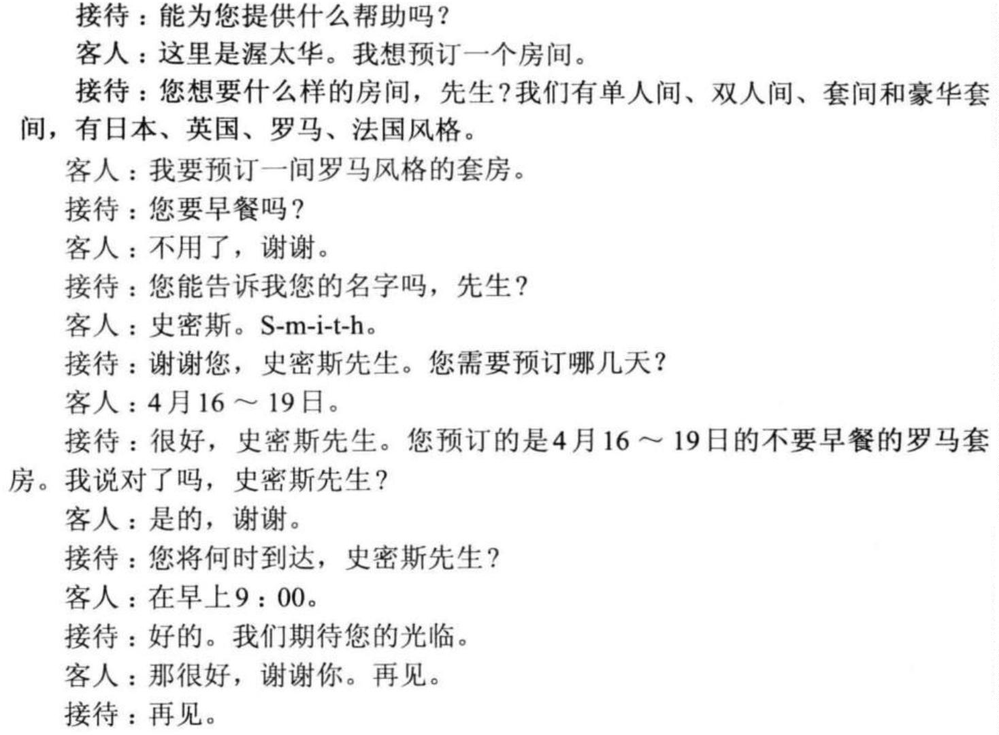 接待：能为您提供什么帮助吗？
客人：这里是渥太华。我想预订一个房间。
接待：您想要什么样的房间，先生？我们有单人间、双人间、套间和豪华套
间，有日本、英国、罗马、法国风格。
客人：我要预订一间罗马风格的套房。
接待：您要早餐吗？
客人：不用了，谢谢。
接待：您能告诉我您的名字吗，先生？
客人：史密斯。S-m-i-t-h。
接待：谢谢您，史密斯先生。您需要预订哪几天？
客人：4月16～19日。
接待：很好，史密斯先生。您预订的是4月16～19日的不要早餐的罗马套
房。我说对了吗，史密斯先生？
客人：是的，谢谢。
接待：您将何时到达，史密斯先生？
客人：在早上9：00。
接待：好的。我们期待您的光临。
客人：那很好，谢谢你。再见。
接待：再见。